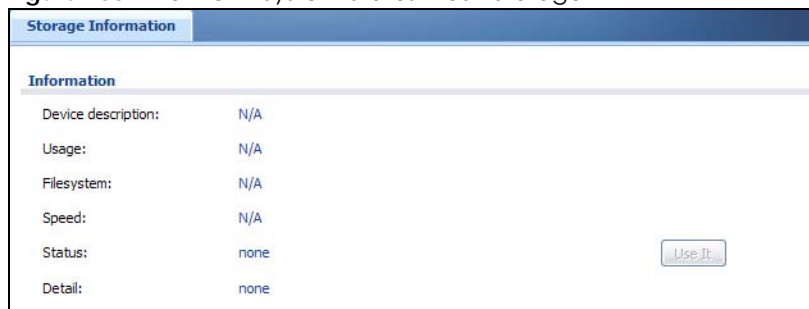 Storage Information
Information
Device description: N/A
Usage: N/A
Filesystem: N/A
Speed: N/A
Status: none Use It
Detail: none